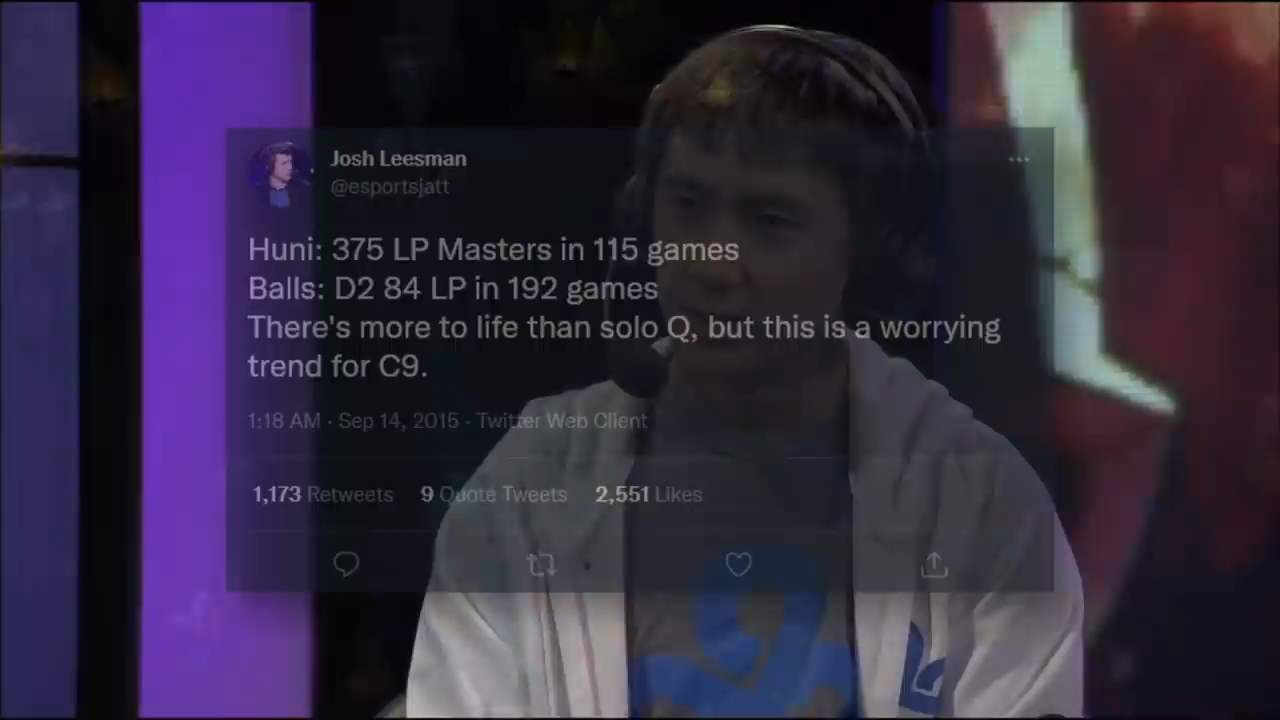 Josh Leesman
@esportsjatt
Huni: 375 LP Masters in 115 games
Balls: D2 84 LP in 192 games
There's more to life than solo Q, but this is a worrying
trend for C9.
1:18 AM · Sep 14, 2015 · Twitter Web Client
1,173 Retweets 9 Quote Tweets 2,551 Likes